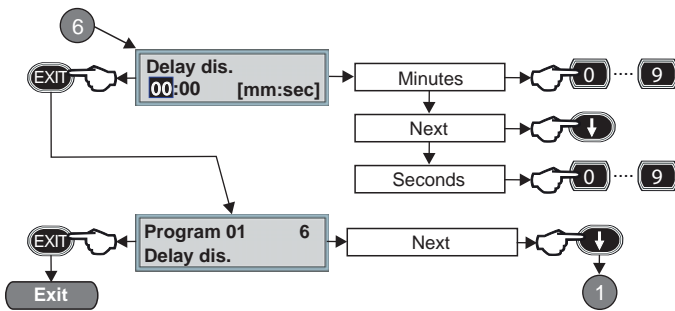 6
EXIT
Delay dis.
00:00 [mm:sec]
Minutes
0 .... 9
Next
Seconds
0 .... 9
EXIT
Program 01 6
Delay dis.
Next
Exit
1